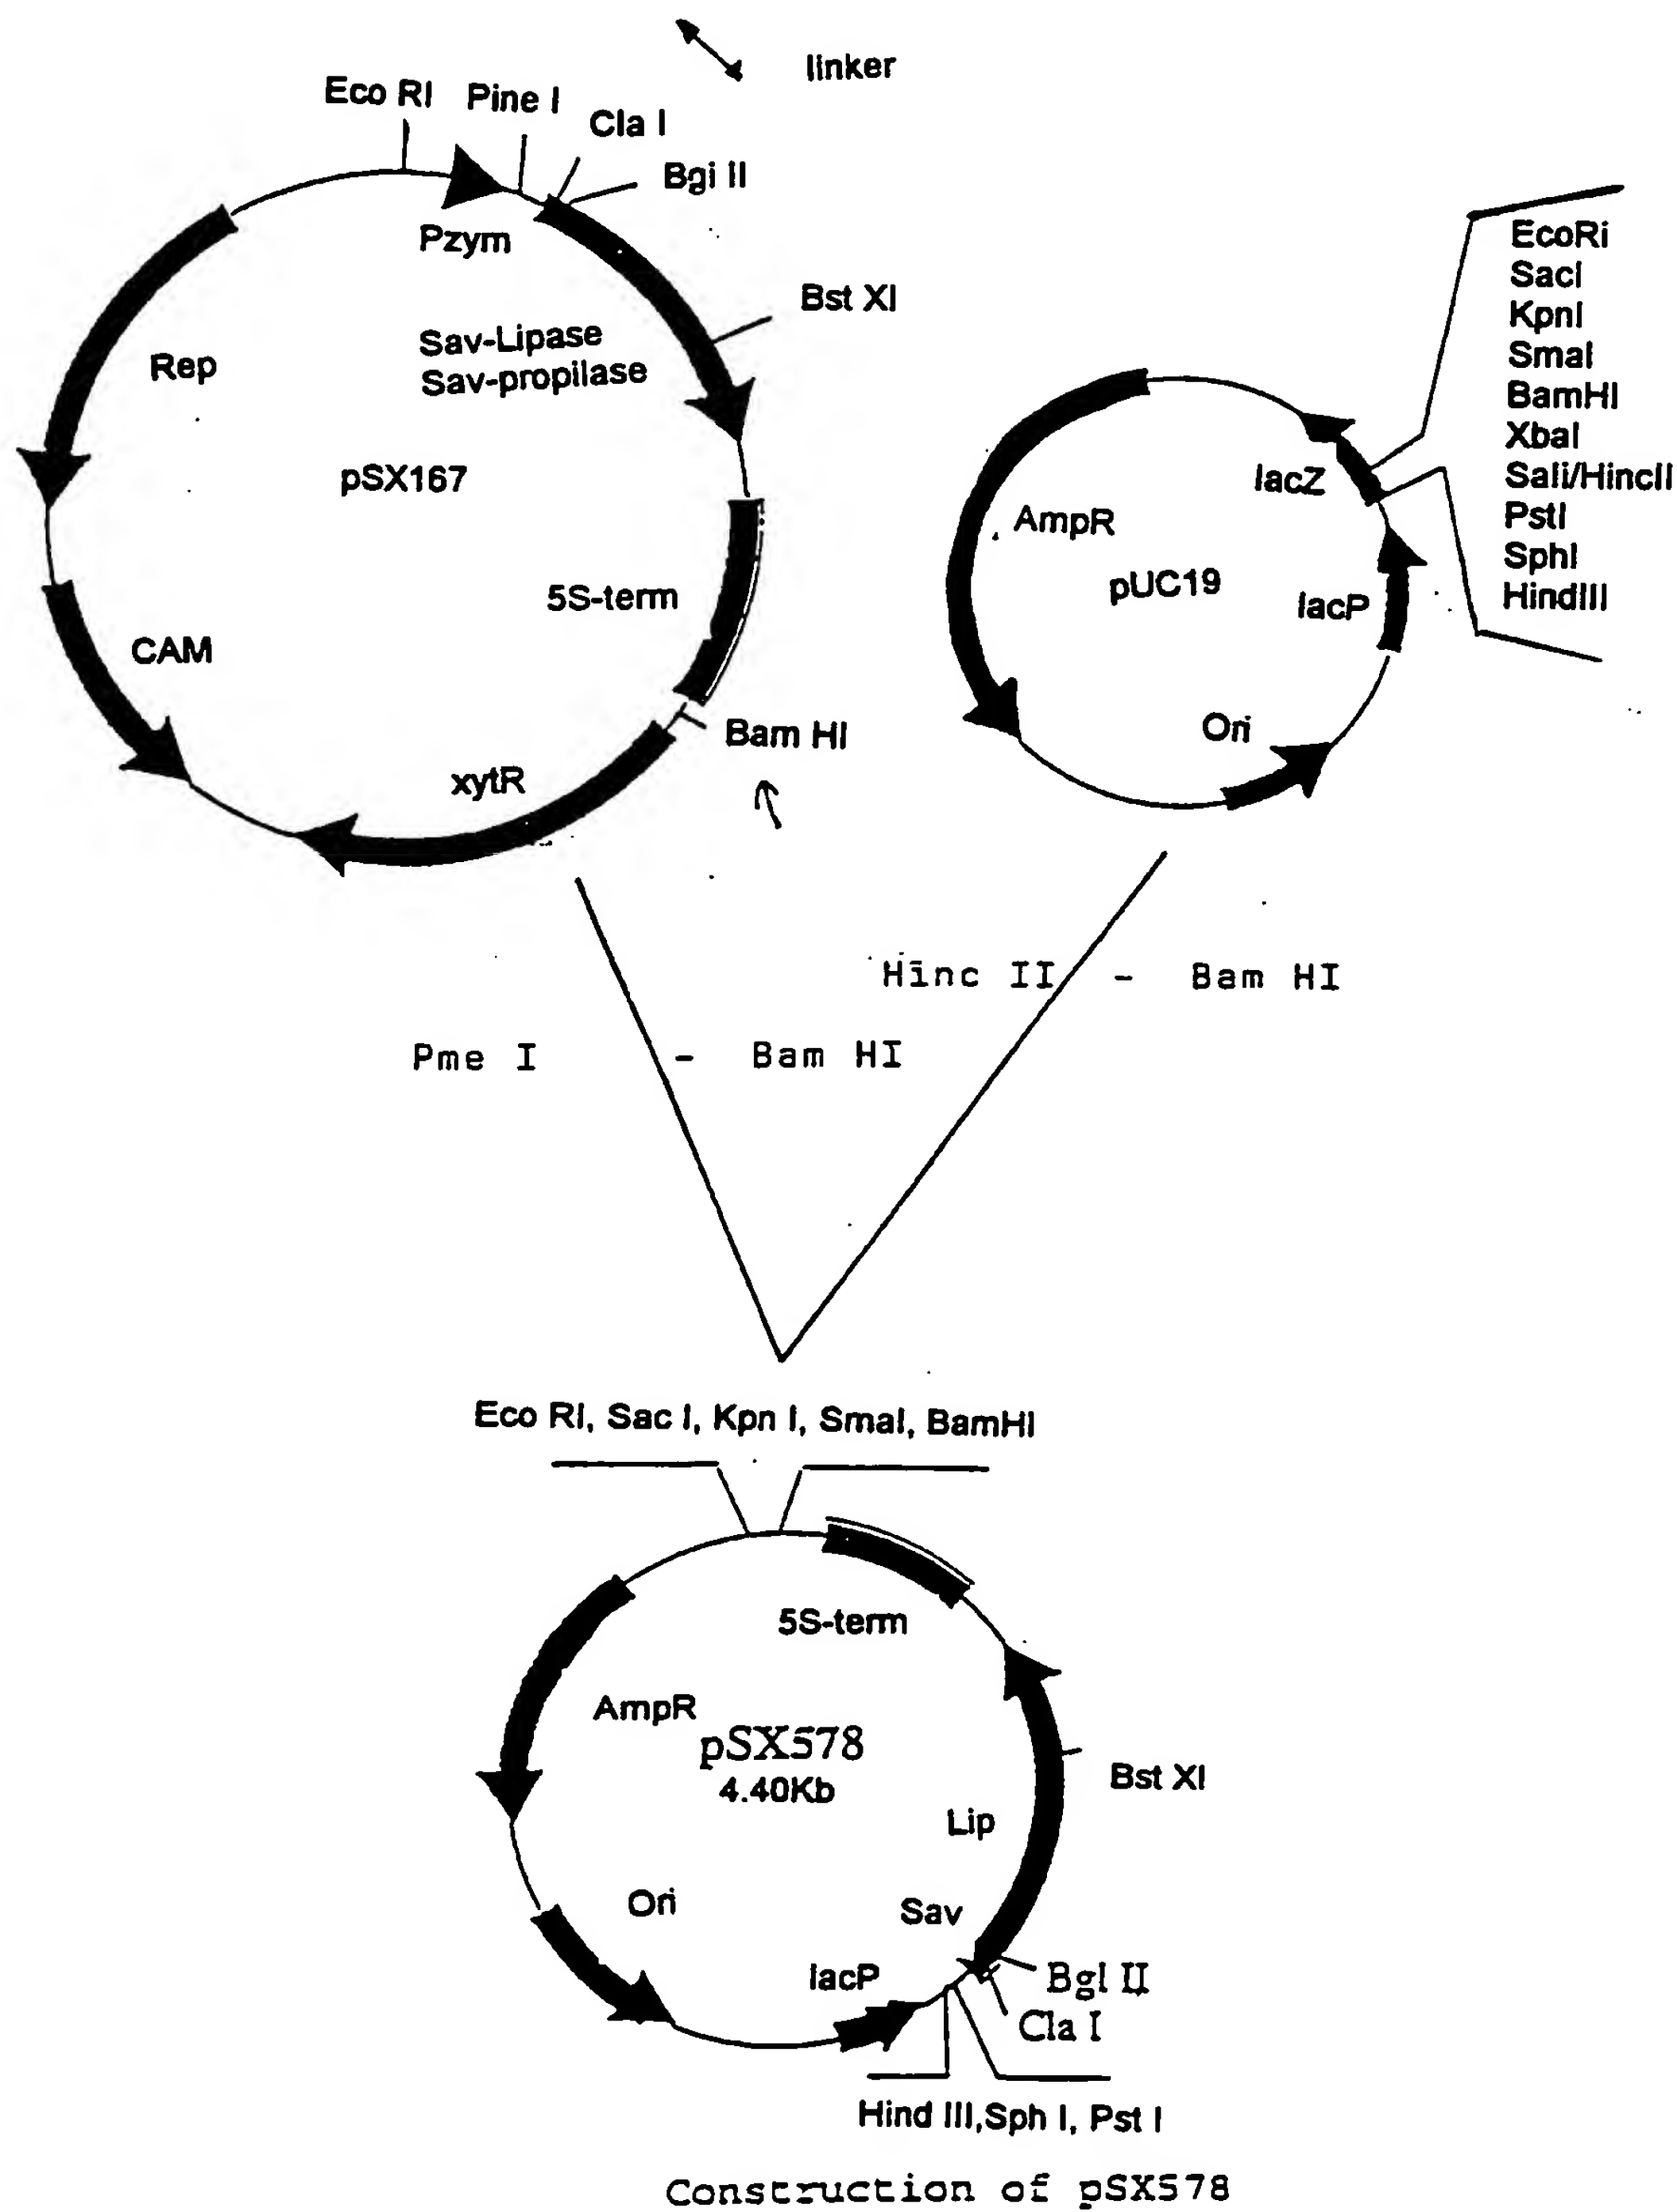 linker
Eco RI
Pine I
Cla I
Bgi II
Pzym
Bst XI
Sav-Lipase
Sav-propilase
Rep
pSX167
5S-term
CAM
Bam HI
xytR
EcoRi
SacI
KpnI
SmaI
BamHI
XbaI
Sali/HincII
PstI
SphI
HindIII
lacZ
AmpR
pUC19
lacP
Ori
Hinc II - Bam HI
Pme I - Bam HI
Eco RI, Sac I, Kpn I, SmaI, BamHI
5S-term
AmpR
pSX578
4.40Kb
Bst XI
Lip
Ori
Sav
lacP
Bgl II
Cla I
Hind III,Sph I, Pst I
Construction of pSX578